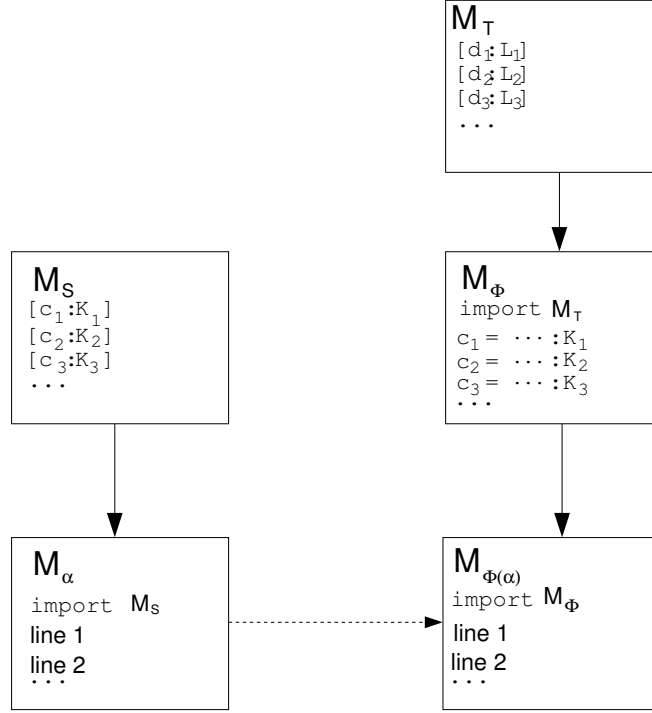 M_T
[d_1:L_1]
[d_2:L_2]
[d_3:L_3]
...
M_S
[c_1:K_1]
[c_2:K_2]
[c_3:K_3]
...
M_Φ
import M_T
c_1 = ··· :K_1
c_2 = ··· :K_2
c_3 = ··· :K_3
...
M_α
import M_S
line 1
line 2
...
M_Φ(α)
import M_Φ
line 1
line 2
...